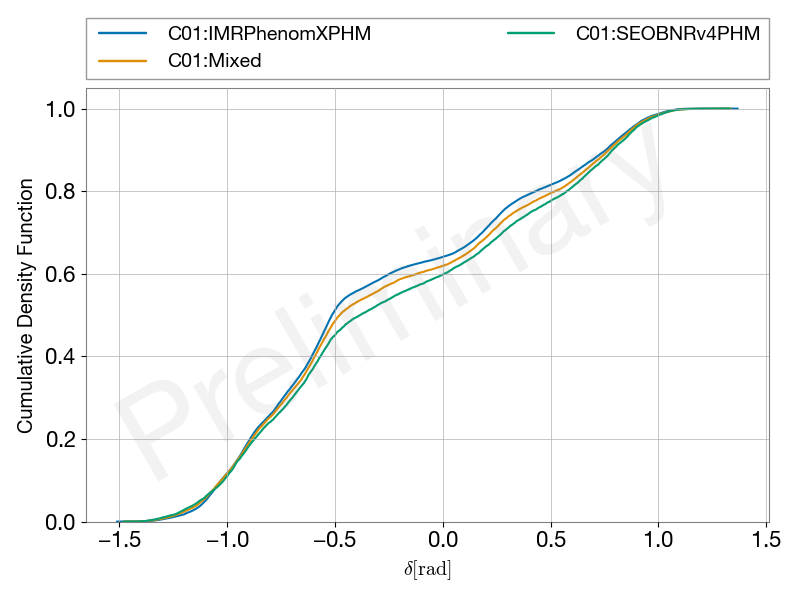 C01:IMRPhenomXPHM
C01:SEOBNRv4PHM
C01:Mixed
Preliminary
Cumulative Density Function
1.0
0.8
0.6
0.4
0.2
0.0
−1.5 −1.0 −0.5 0.0 0.5 1.0 1.5
δ[rad]